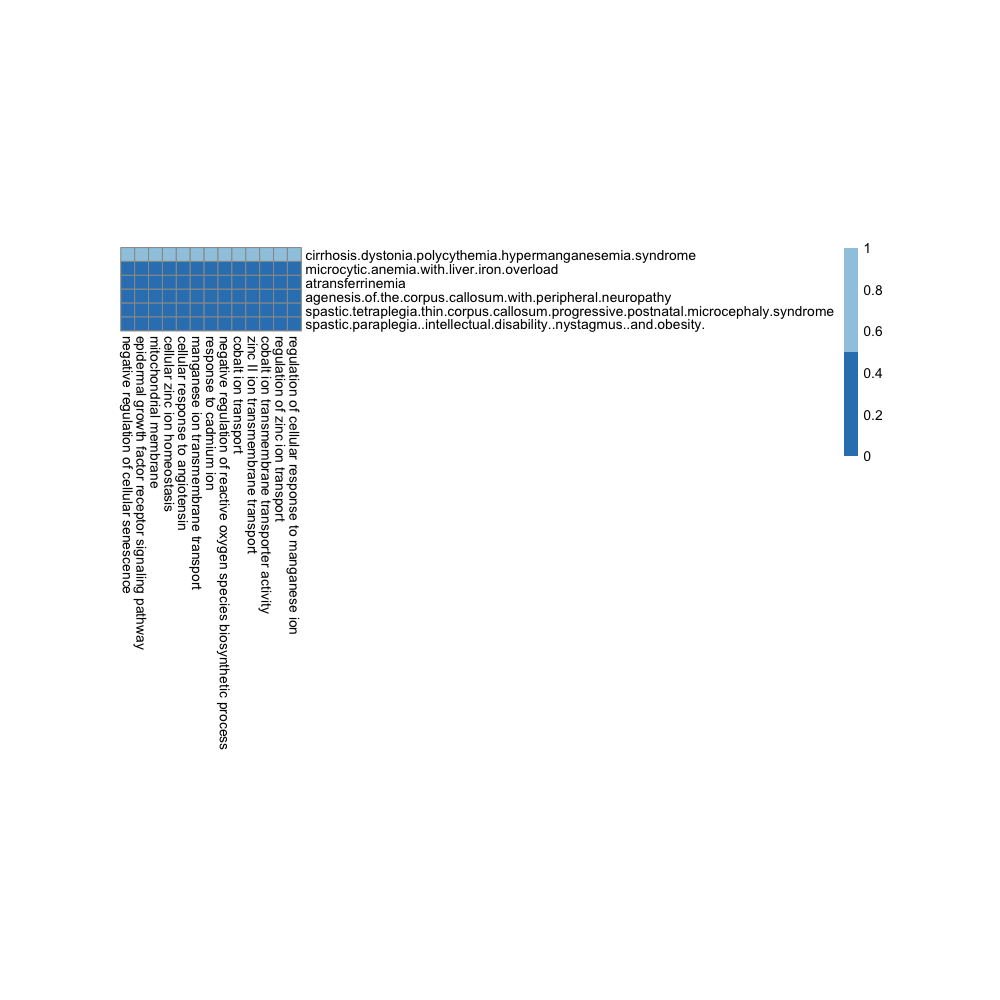 cirrhosis.dystonia.polycythemia.hypermanganesemia.syndrome
microcytic.anemia.with.liver.iron.overload
atransferrinemia
agenesis.of.the.corpus.callosum.with.peripheral.neuropathy
spastic.tetraplegia.thin.corpus.callosum.progressive.postnatal.microcephaly.syndrome
spastic.paraplegia..intellectual.disability..nystagmus..and.obesity.
negative regulation of cellular senescence
epidermal growth factor receptor signaling pathway
mitochondrial membrane
cellular zinc ion homeostasis
cellular response to angiotensin
manganese ion transmembrane transport
response to cadmium ion
negative regulation of reactive oxygen species biosynthetic process
cobalt ion transport
zinc II ion transmembrane transport
cobalt ion transmembrane transporter activity
regulation of zinc ion transport
regulation of cellular response to manganese ion
1
0.8
0.6
0.4
0.2
0